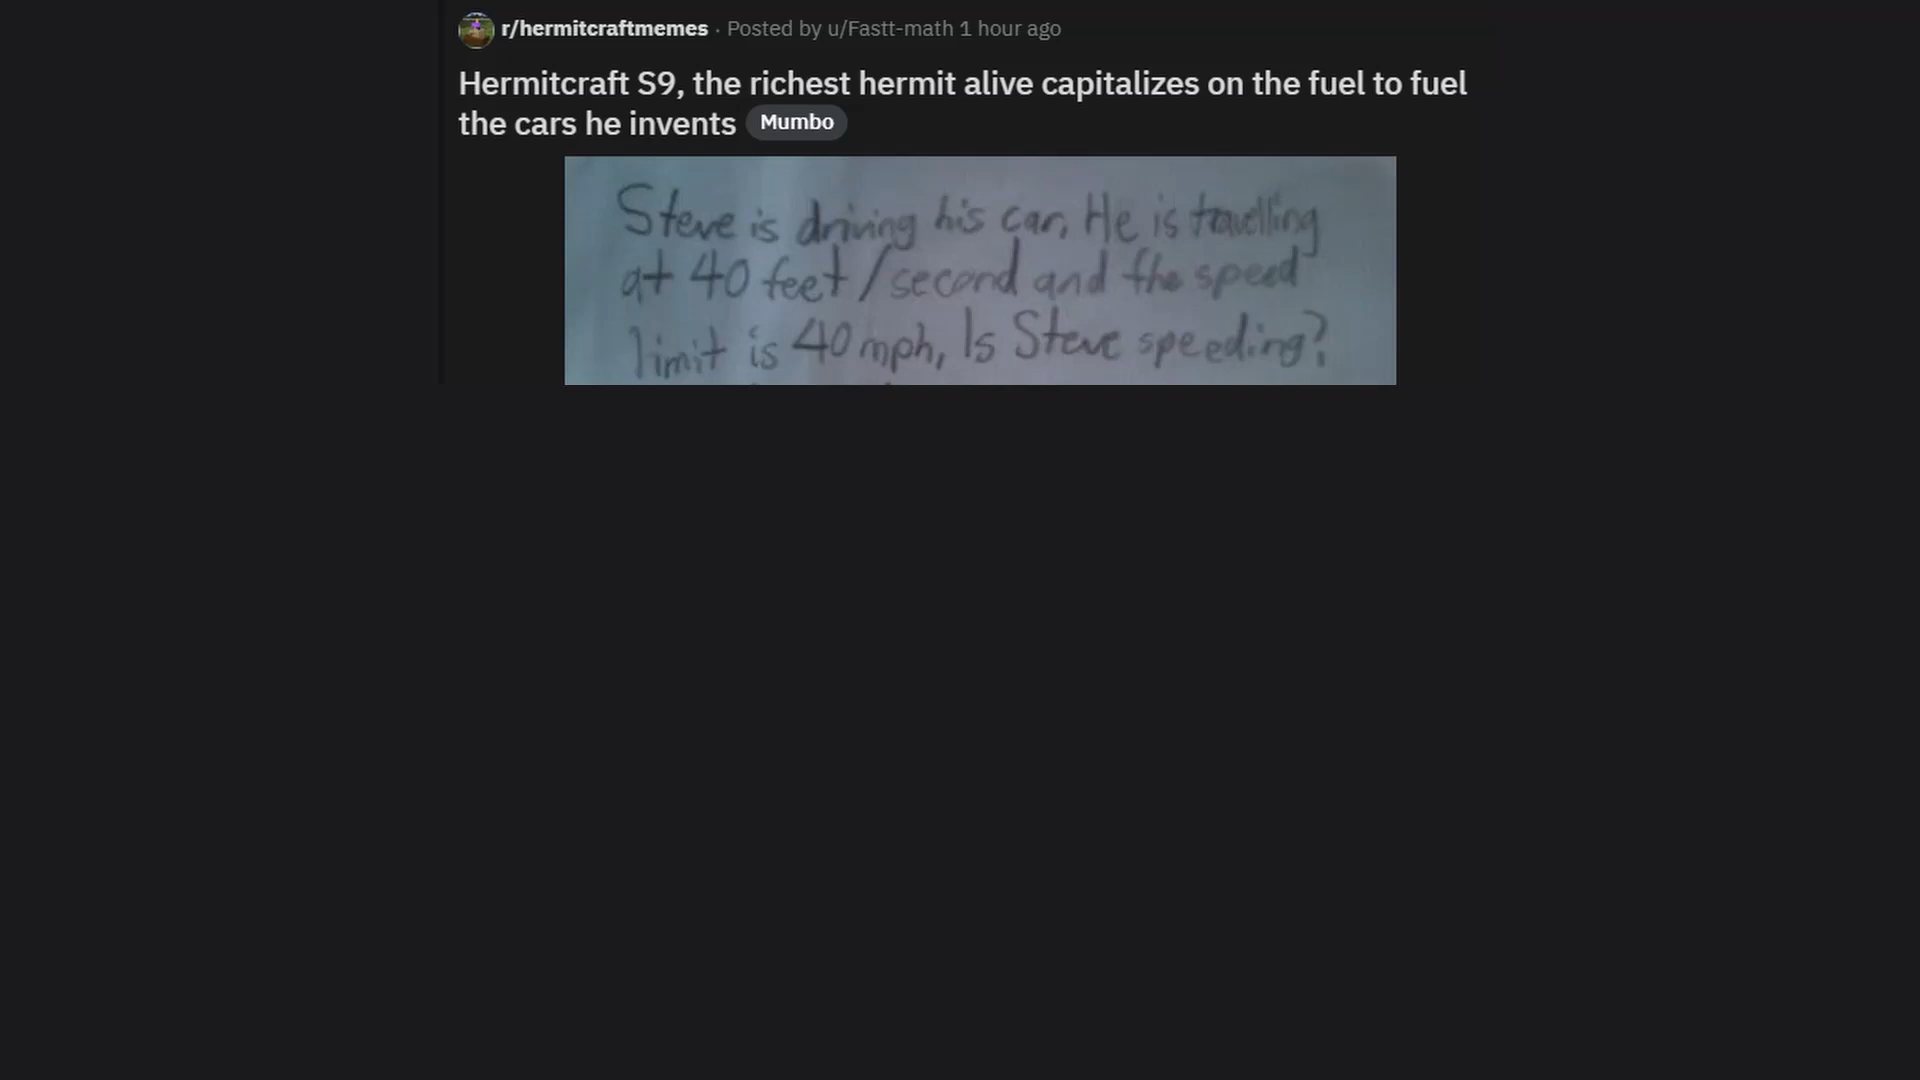 r/hermitcraftmemes · Posted by u/Fastt-math 1 hour ago
Hermitcraft S9, the richest hermit alive capitalizes on the fuel to fuel
the cars he invents Mumbo
Steve is driving his car. He is travelling
at 40 feet/second and the speed
limit is 40 mph, Is Steve speeding?